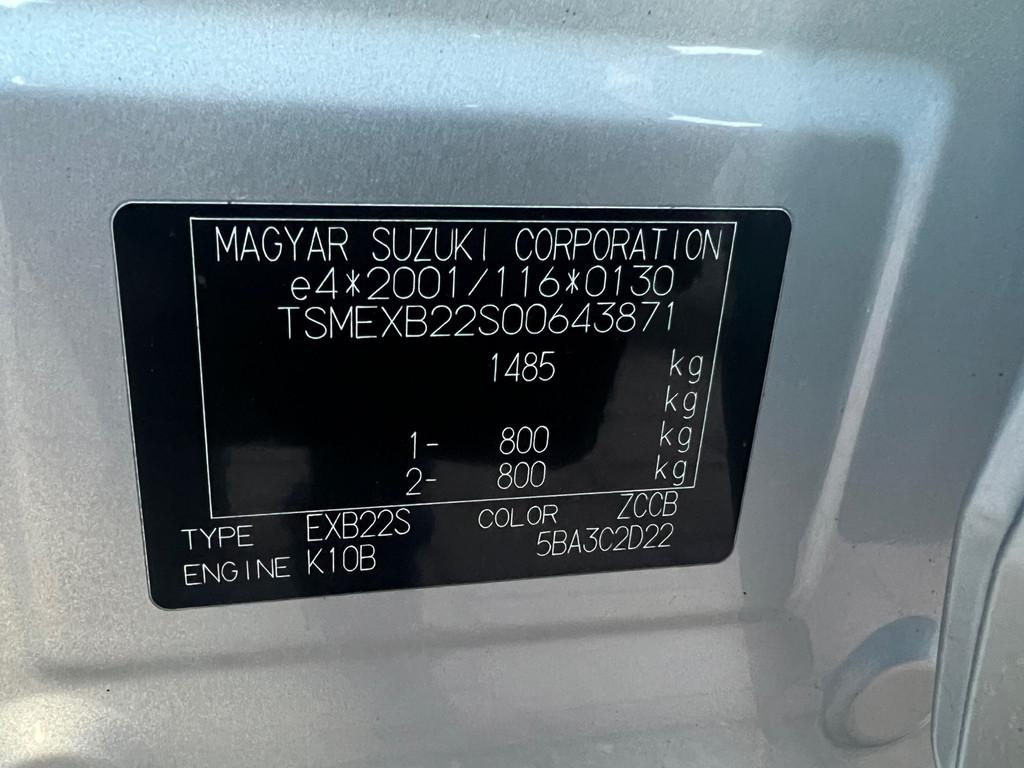 MAGYAR SUZUKI CORPORATION
e4*2001/116*0130
TSMEXB22S00643871
1485 kg
kg
1- 800 kg
2- 800 kg
TYPE EXB22S COLOR ZCCB
ENGINE K10B 5BA3C2D22